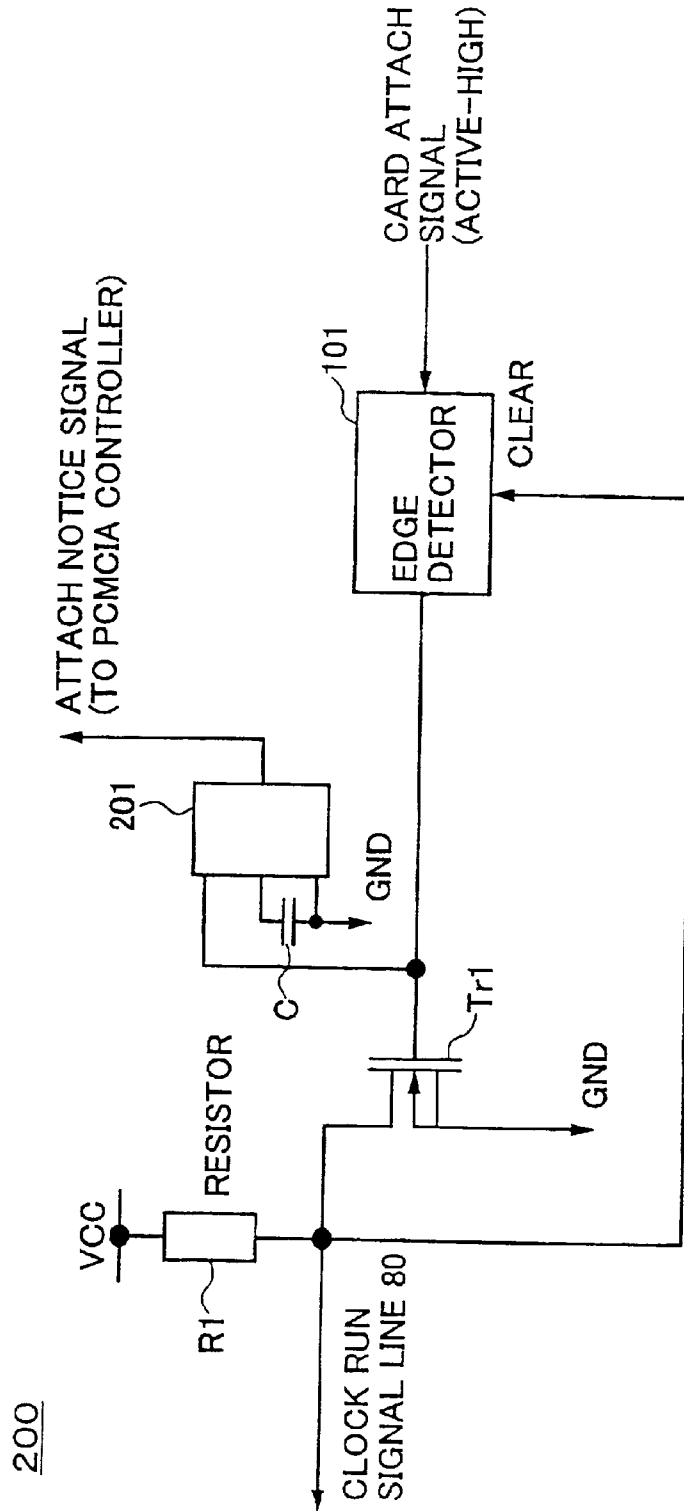 200
ATTACH NOTICE SIGNAL
(TO PCMCIA CONTROLLER)
201
101
VCC
RESISTOR
R1
C
GND
EDGE
DETECTOR
CARD ATTACH
SIGNAL
(ACTIVE-HIGH)
CLEAR
Tr1
GND
CLOCK RUN
SIGNAL LINE 80